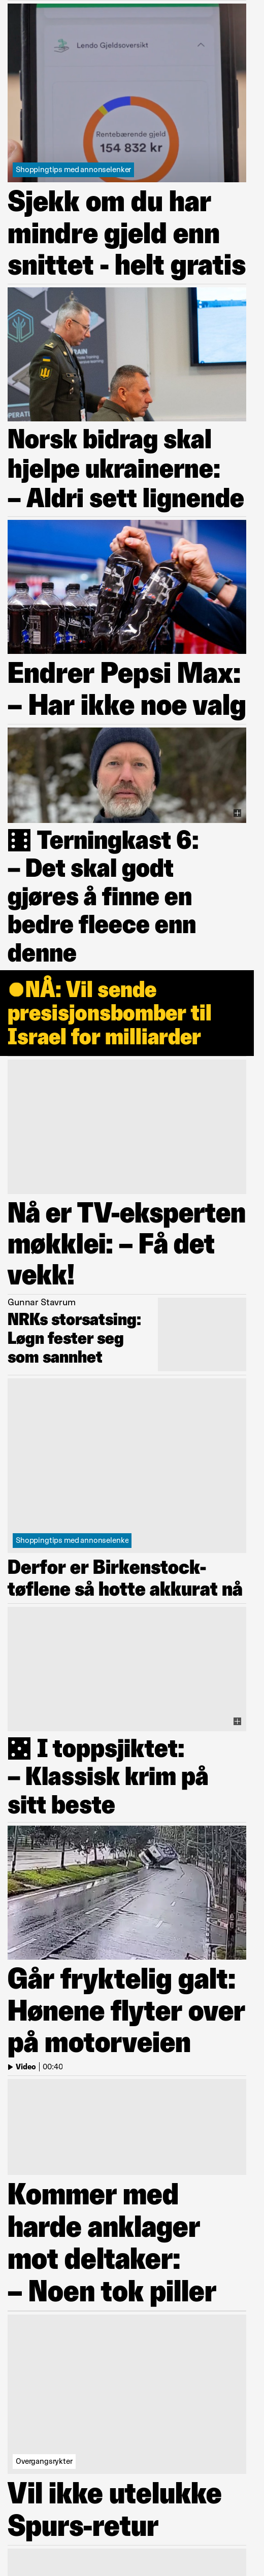 Lendo Gjeldsoversikt
Rentebærende gjeld
154 832 kr
Shoppingtips med annonselenker
Sjekk om du har
mindre gjeld enn
snittet - helt gratis
Norsk bidrag skal
hjelpe ukrainerne:
– Aldri sett lignende
Endrer Pepsi Max:
– Har ikke noe valg
Terningkast 6:
– Det skal godt
gjøres å finne en
bedre fleece enn
denne
NÅ: Vil sende
presisjonsbomber til
Israel for milliarder
Nå er TV-eksperten
møkklei: – Få det
vekk!
Gunnar Stavrum
NRKs storsatsing:
Løgn fester seg
som sannhet
Shoppingtips med annonselenke
Derfor er Birkenstock-
tøflene så hotte akkurat nå
I toppsjiktet:
– Klassisk krim på
sitt beste
Går fryktelig galt:
Hønene flyter over
på motorveien
Video | 00:40
Kommer med
harde anklager
mot deltaker:
– Noen tok piller
Overgangsrykter
Vil ikke utelukke
Spurs-retur